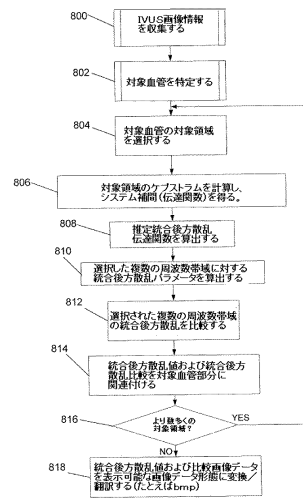 800
IVUS画像情報
を収集する
802
対象血管を特定する
804
対象血管の対象領域
を選択する
806
対象領域のケプストラムを計算し、
システム補間(伝達関数)を得る。
808
推定統合後方散乱
伝達関数を算出する
810
選択した複数の周波数帯域に対する
統合後方散乱パラメータを算出する
812
選択された複数の周波数帯域
の統合後方散乱を比較する
814
統合後方散乱値および統合後方
散乱比較を対象血管部分に
関連付ける
816
より数多くの
対象領域?
YES
NO
818
統合後方散乱値および比較画像データ
を表示可能な画像データ形態に変換/
翻訳する(たとえばbmp)